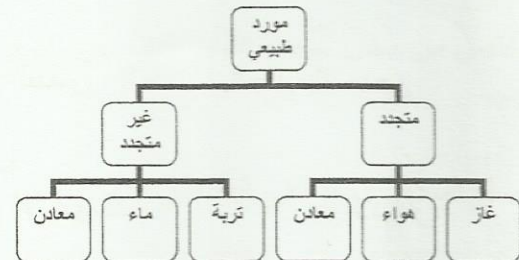 مورد
طبيعي
متجدد
غير
متجدد
غاز
هواء
معادن
تربة
ماء
معادن